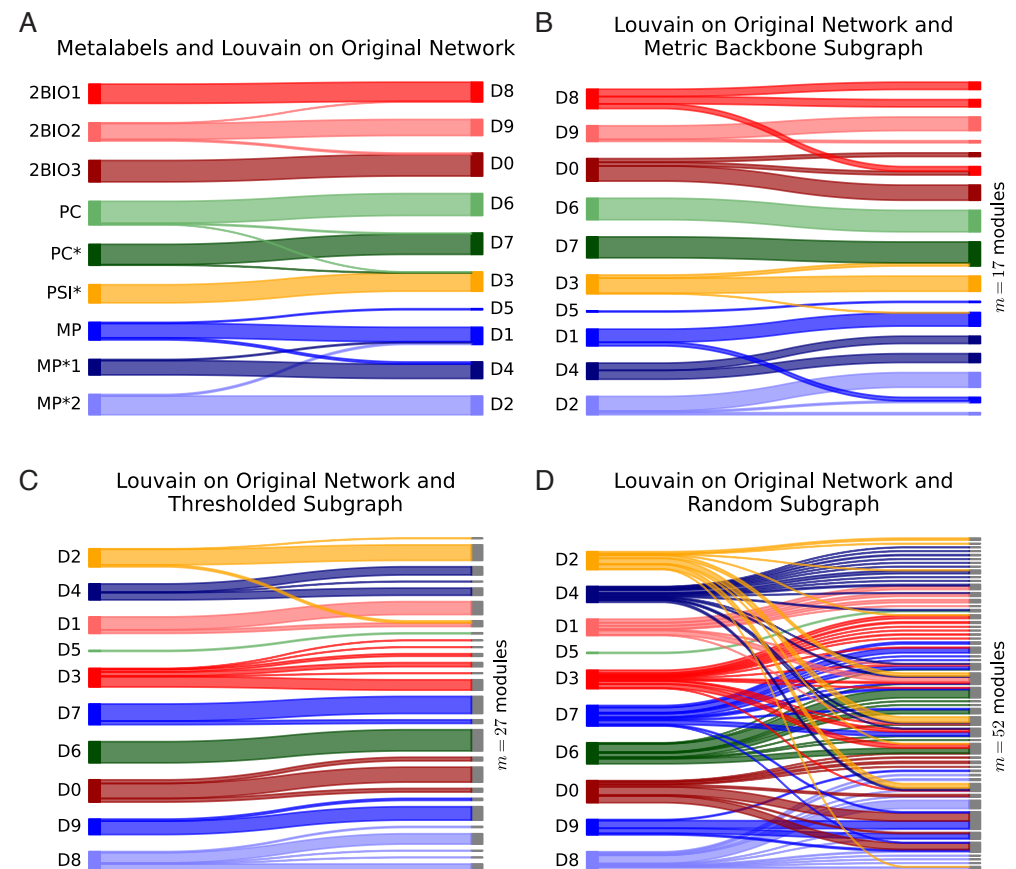 A
Metalabels and Louvain on Original Network
2BIO1
2BIO2
2BIO3
PC
PC*
PSI*
MP
MP*1
MP*2
D8
D9
D0
D6
D7
D3
D5
D1
D4
D2
B
Louvain on Original Network and
Metric Backbone Subgraph
D8
D9
D0
D6
D7
D3
D5
D1
D4
D2
m = 17 modules
C
Louvain on Original Network and
Thresholded Subgraph
D2
D4
D1
D5
D3
D7
D6
D0
D9
D8
m = 27 modules
D
Louvain on Original Network and
Random Subgraph
D2
D4
D1
D5
D3
D7
D6
D0
D9
D8
m = 52 modules